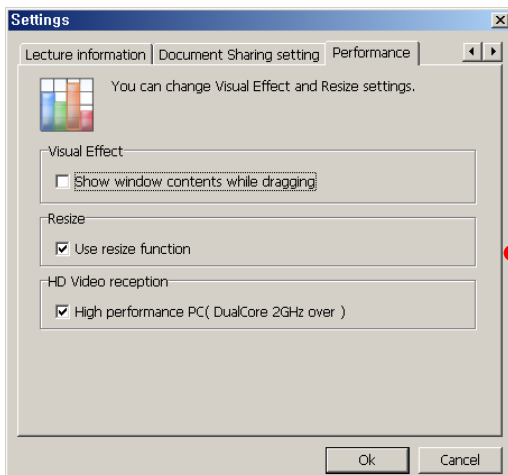 Settings
Lecture information Document Sharing setting Performance
You can change Visual Effect and Resize settings.
Visual Effect
Show window contents while dragging
Resize
Use resize function
HD Video reception
High performance PC( DualCore 2GHz over )
Ok Cancel